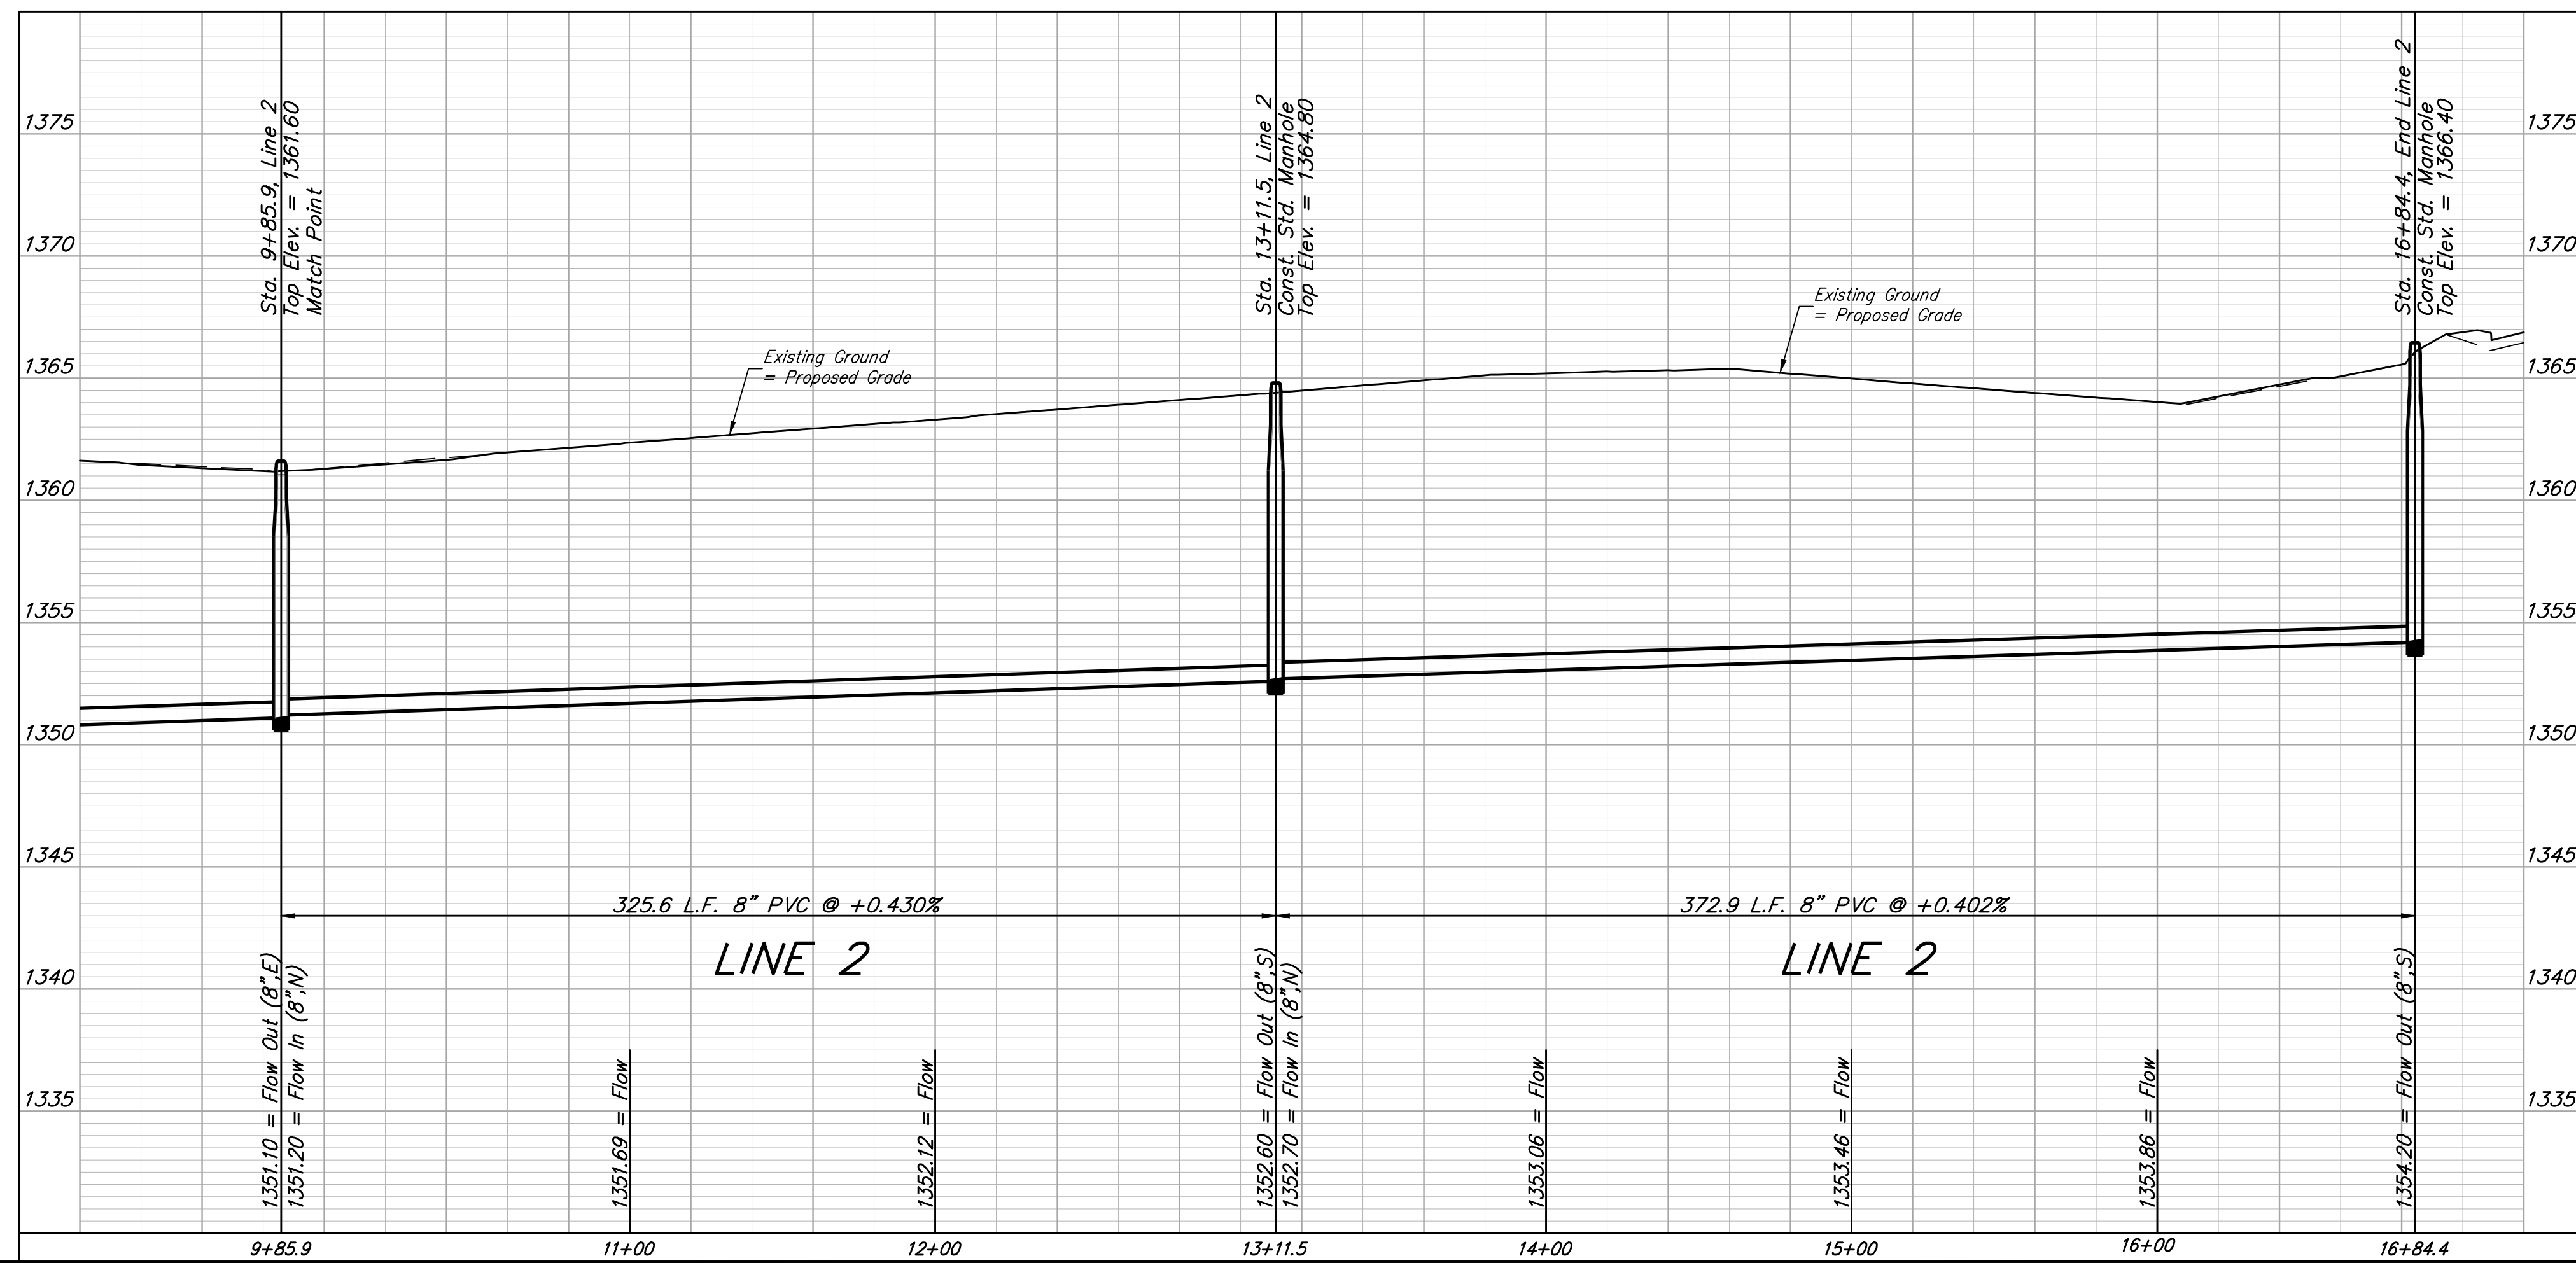 Sta. 9+85.9, Line 2
Top Elev. = 1361.60
Match Point
Sta. 13+11.5, Line 2
Const. Std. Manhole
Top Elev. = 1364.80
Sta. 16+84.4, End Line 2
Const. Std. Manhole
Top Elev. = 1366.40
1375
1375
1370
1370
Existing Ground
= Proposed Grade
Existing Ground
= Proposed Grade
1365
1365
1360
1360
1355
1355
1350
1350
1345
1345
325.6 L.F. 8" PVC @ +0.430%
372.9 L.F. 8" PVC @ +0.402%
LINE 2
LINE 2
1340
1340
1335
1335
1351.10 = Flow Out (8",E)
1351.20 = Flow In (8",N)
1351.69 = Flow
1352.12 = Flow
1352.60 = Flow Out (8",S)
1352.70 = Flow In (8",N)
1353.06 = Flow
1353.46 = Flow
1353.86 = Flow
1354.20 = Flow Out (8",S)
9+85.9
11+00
12+00
13+11.5
14+00
15+00
16+00
16+84.4